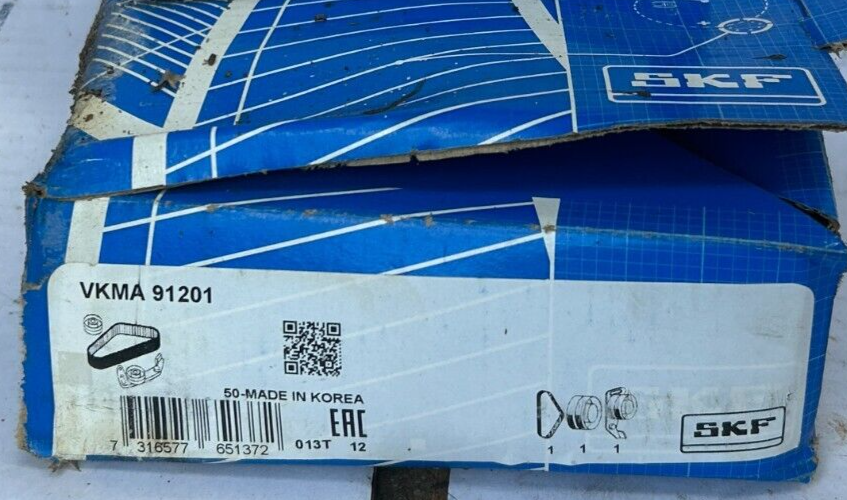 SKF
VKMA 91201
50-MADE IN KOREA
EAC
7 316577 651372
013T 12
1 1 1
SKF